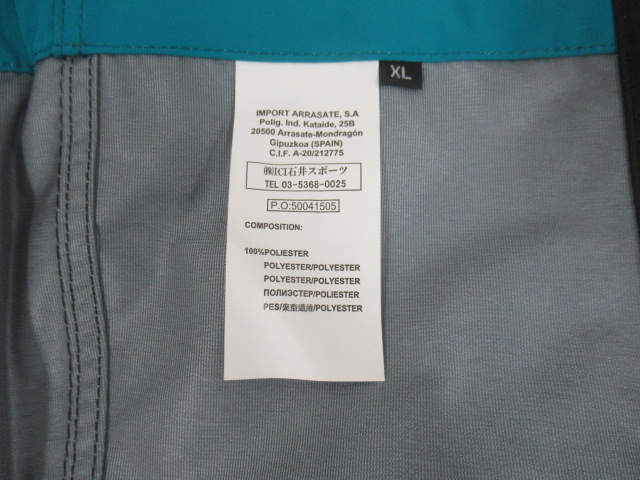 XL
IMPORT ARRASATE, S.A
Polig. Ind. Kataide, 25B
20500 Arrasate-Mondragón
Gipuzkoa (SPAIN)
C.I.F. A-20/212775
㈱ICI石井スポーツ
TEL 03-5368-0025
P.O:50041505
COMPOSITION:
100%POLIESTER
POLYESTER/POLYESTER
POLYESTER/POLYESTER
ПОЛИЭСТЕР/POLIESTER
PES/聚酯纖維/POLYESTER